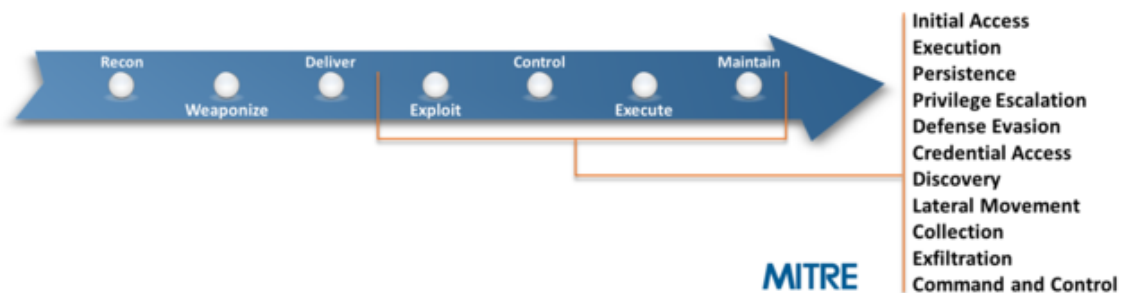 Recon
Weaponize
Deliver
Exploit
Control
Execute
Maintain
Initial Access
Execution
Persistence
Privilege Escalation
Defense Evasion
Credential Access
Discovery
Lateral Movement
Collection
Exfiltration
Command and Control
MITRE